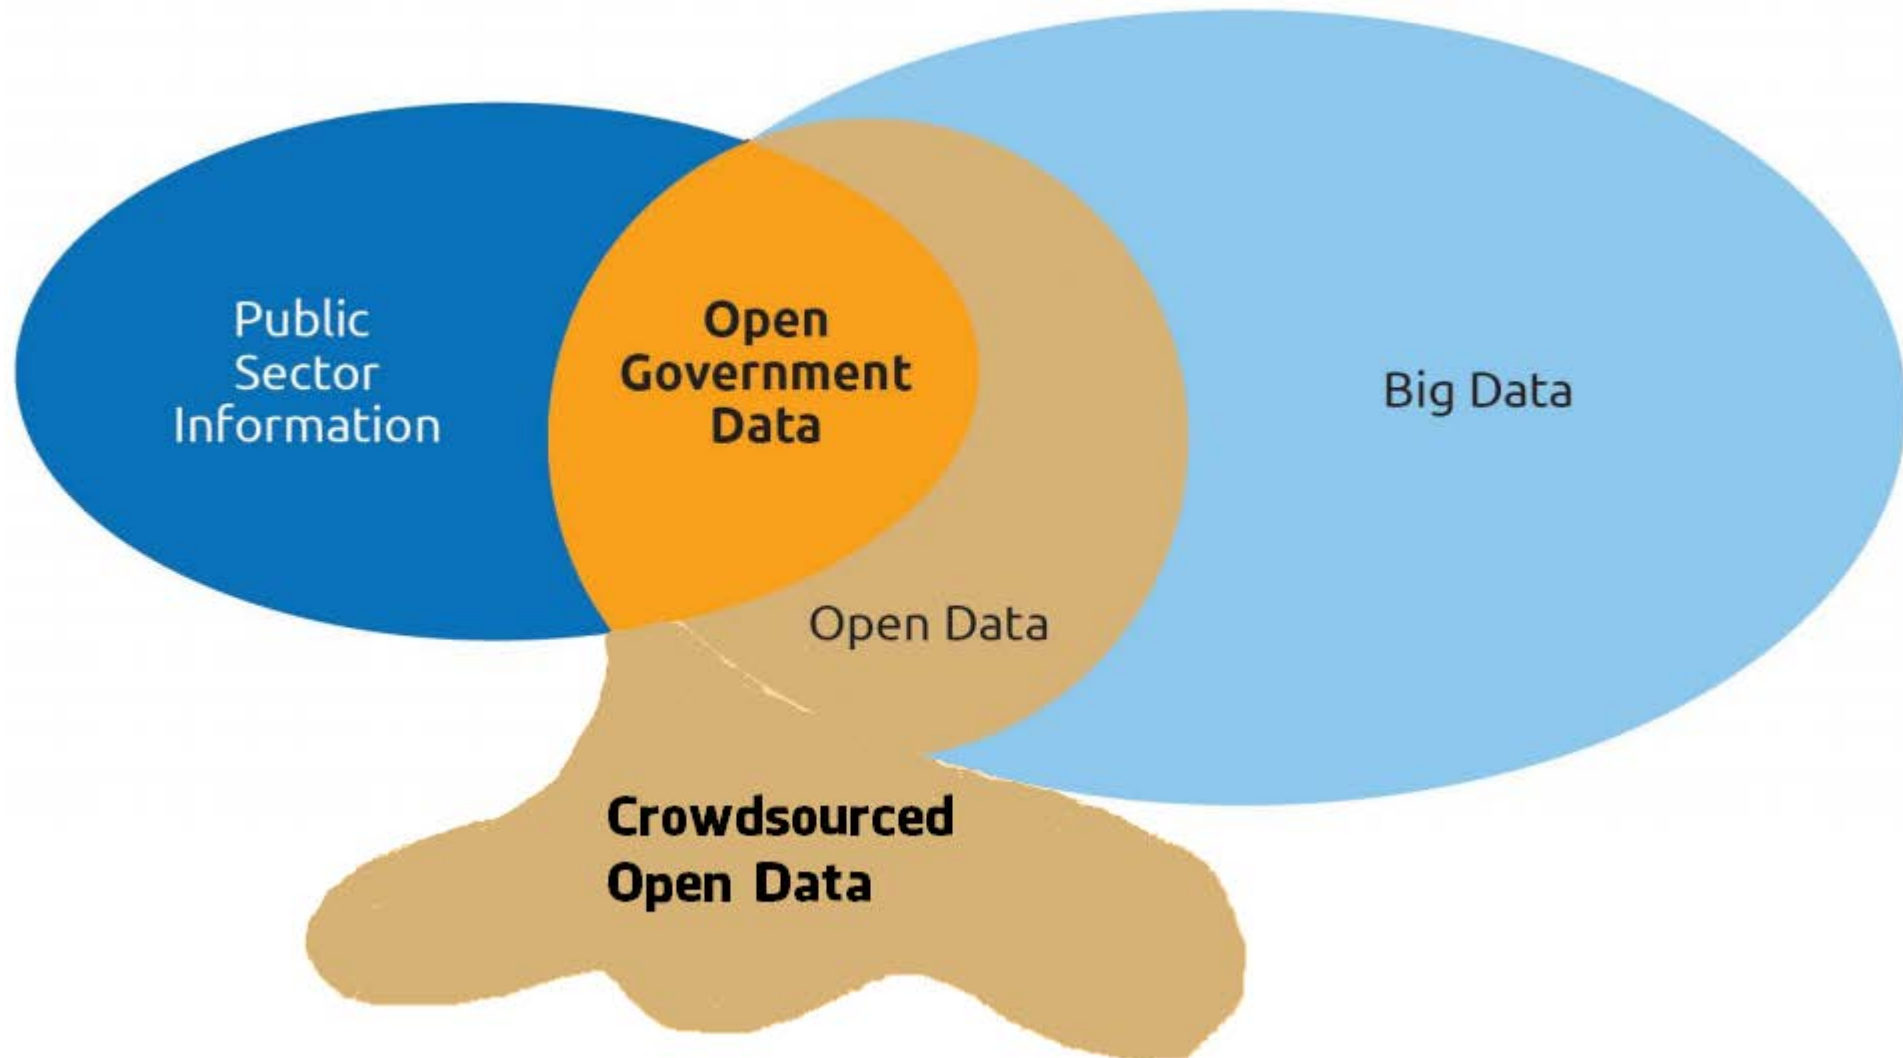 Public
Sector
Information
Open
Government
Data
Big Data
Open Data
Crowdsourced
Open Data